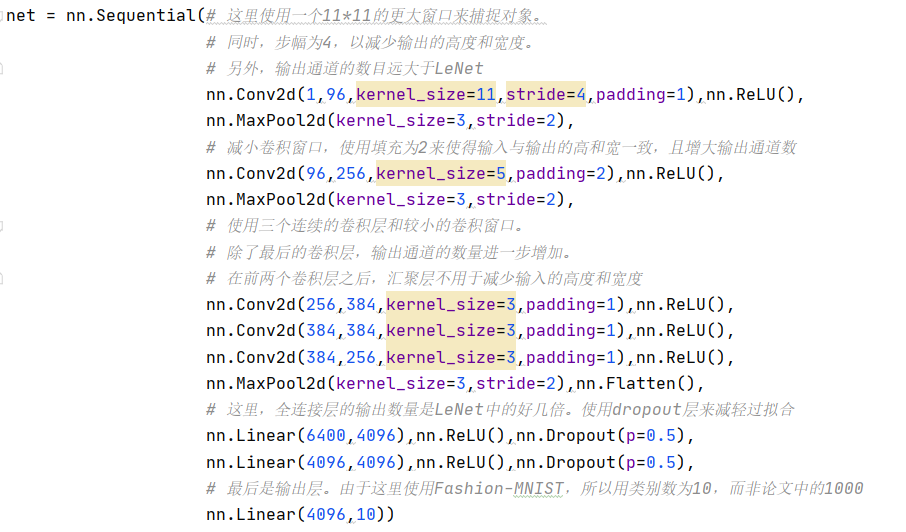 net = nn.Sequential(# 这里使用一个11*11的更大窗口来捕捉对象。
# 同时，步幅为4，以减少输出的高度和宽度。
# 另外，输出通道的数目远大于LeNet
nn.Conv2d(1,96,kernel_size=11,stride=4,padding=1),nn.ReLU(),
nn.MaxPool2d(kernel_size=3,stride=2),
# 减小卷积窗口，使用填充为2来使得输入与输出的高和宽一致，且增大输出通道数
nn.Conv2d(96,256,kernel_size=5,padding=2),nn.ReLU(),
nn.MaxPool2d(kernel_size=3,stride=2),
# 使用三个连续的卷积层和较小的卷积窗口。
# 除了最后的卷积层，输出通道的数量进一步增加。
# 在前两个卷积层之后，汇聚层不用于减少输入的高度和宽度
nn.Conv2d(256,384,kernel_size=3,padding=1),nn.ReLU(),
nn.Conv2d(384,384,kernel_size=3,padding=1),nn.ReLU(),
nn.Conv2d(384,256,kernel_size=3,padding=1),nn.ReLU(),
nn.MaxPool2d(kernel_size=3,stride=2),nn.Flatten(),
# 这里，全连接层的输出数量是LeNet中的好几倍。使用dropout层来减轻过拟合
nn.Linear(6400,4096),nn.ReLU(),nn.Dropout(p=0.5),
nn.Linear(4096,4096),nn.ReLU(),nn.Dropout(p=0.5),
# 最后是输出层。由于这里使用Fashion-MNIST，所以用类别数为10，而非论文中的1000
nn.Linear(4096,10))